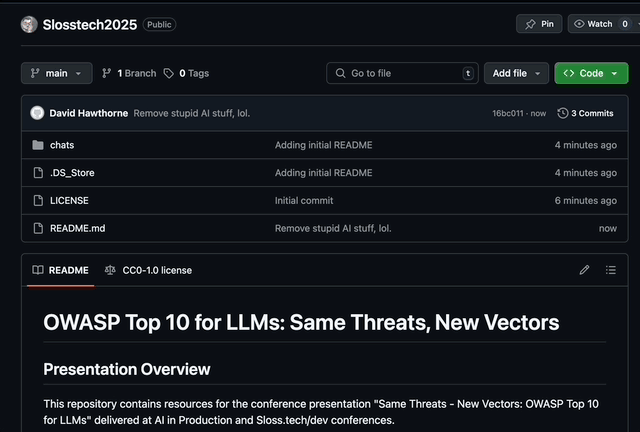 Slosstech2025 Public Pin Watch 0
main 1 Branch 0 Tags Go to file t Add file Code
David Hawthorne Remove stupid AI stuff, lol. 16bc011 · now 3 Commits
chats Adding initial README 4 minutes ago
.DS_Store Adding initial README 4 minutes ago
LICENSE Initial commit 6 minutes ago
README.md Remove stupid AI stuff, lol. now
README CC0-1.0 license
OWASP Top 10 for LLMs: Same Threats, New Vectors
Presentation Overview
This repository contains resources for the conference presentation "Same Threats - New Vectors: OWASP Top 10
for LLMs" delivered at AI in Production and Sloss.tech/dev conferences.